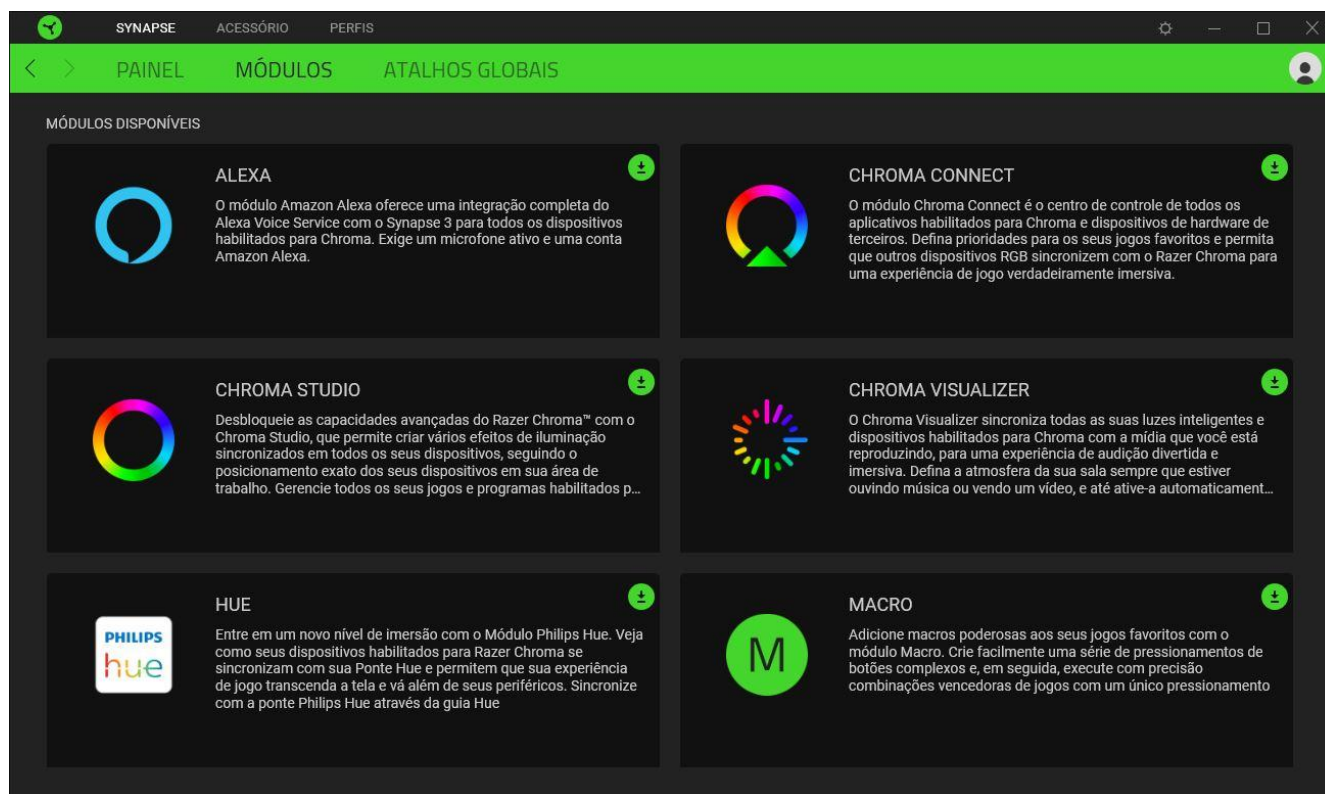 SYNAPSE ACESSÓRIO PERFIS
PAINEL MÓDULOS ATALHOS GLOBAIS
MÓDULOS DISPONÍVEIS
ALEXA
O módulo Amazon Alexa oferece uma integração completa do
Alexa Voice Service com o Synapse 3 para todos os dispositivos
habilitados para Chroma. Exige um microfone ativo e uma conta
Amazon Alexa.
CHROMA CONNECT
O módulo Chroma Connect é o centro de controle de todos os
aplicativos habilitados para Chroma e dispositivos de hardware de
terceiros. Defina prioridades para os seus jogos favoritos e permita
que outros dispositivos RGB sincronizem com o Razer Chroma para
uma experiência de jogo verdadeiramente imersiva.
CHROMA STUDIO
Desbloqueie as capacidades avançadas do Razer Chroma™ com o
Chroma Studio, que permite criar vários efeitos de iluminação
sincronizados em todos os seus dispositivos, seguindo o
posicionamento exato dos seus dispositivos em sua área de
trabalho. Gerencie todos os seus jogos e programas habilitados p...
CHROMA VISUALIZER
O Chroma Visualizer sincroniza todas as suas luzes inteligentes e
dispositivos habilitados para Chroma com a mídia que você está
reproduzindo, para uma experiência de audição divertida e
imersiva. Defina a atmosfera da sua sala sempre que estiver
ouvindo música ou vendo um vídeo, e até ative-a automaticament...
PHILIPS
hue
HUE
Entre em um novo nível de imersão com o Módulo Philips Hue. Veja
como seus dispositivos habilitados para Razer Chroma se
sincronizam com sua Ponte Hue e permitem que sua experiência
de jogo transcenda a tela e vá além de seus periféricos. Sincronize
com a ponte Philips Hue através da guia Hue
M
MACRO
Adicione macros poderosas aos seus jogos favoritos com o
módulo Macro. Crie facilmente uma série de pressionamentos de
botões complexos e, em seguida, execute com precisão
combinações vencedoras de jogos com um único pressionamento